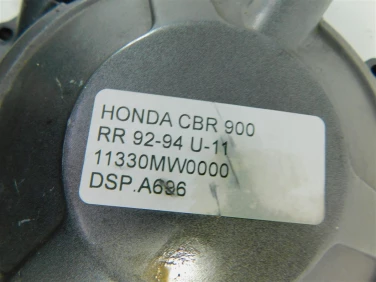 HONDA CBR 900
RR 92-94 U-11
11330MW0000
DSP.A696